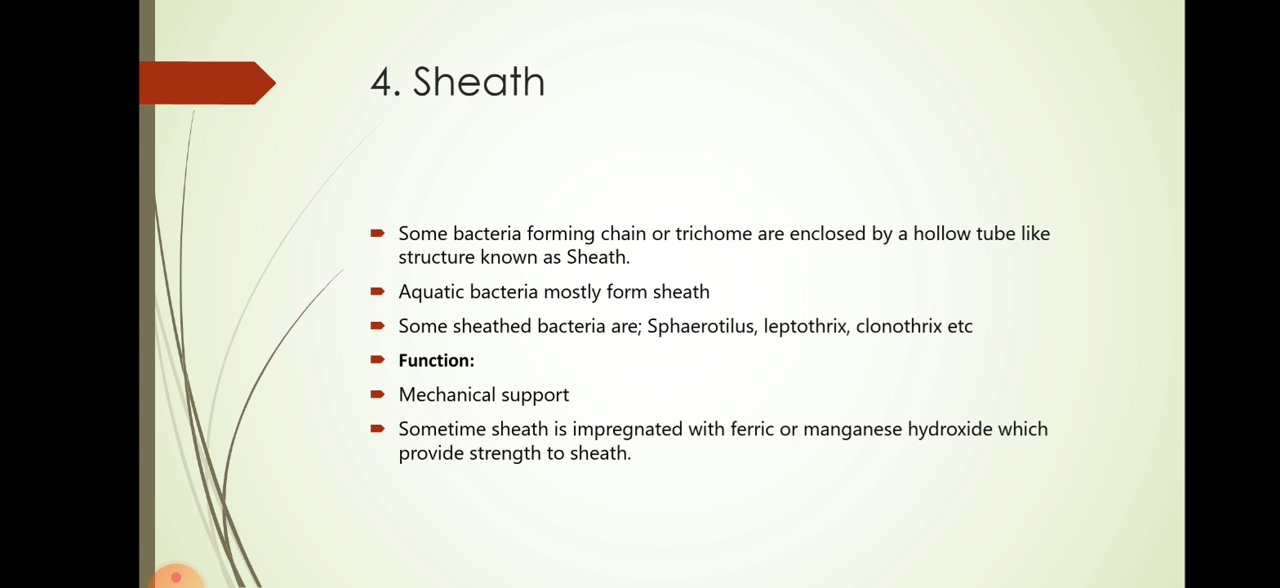 4. Sheath
Some bacteria forming chain or trichome are enclosed by a hollow tube like
structure known as Sheath.
Aquatic bacteria mostly form sheath
Some sheathed bacteria are; Sphaerotilus, leptothrix, clonothrix etc
Function:
Mechanical support
Sometime sheath is impregnated with ferric or manganese hydroxide which
provide strength to sheath.